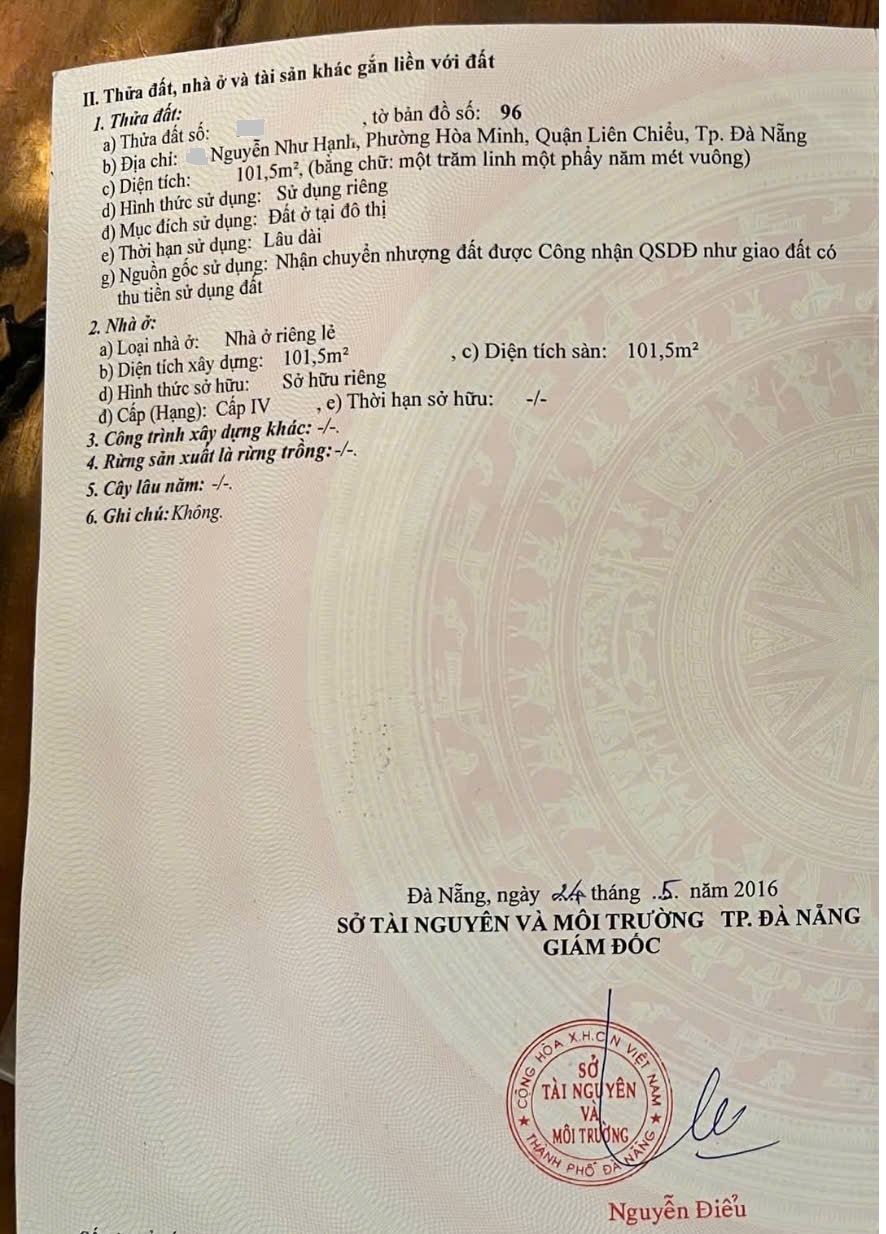 II. Thửa đất, nhà ở và tài sản khác gắn liền với đất
1. Thửa đất:
a) Thửa đất số: , tờ bản đồ số: 96
b) Địa chỉ: Nguyễn Như Hạnh, Phường Hòa Minh, Quận Liên Chiểu, Tp. Đà Nẵng
c) Diện tích: 101,5m², (bằng chữ: một trăm linh một phẩy năm mét vuông)
d) Hình thức sử dụng: Sử dụng riêng
đ) Mục đích sử dụng: Đất ở tại đô thị
e) Thời hạn sử dụng: Lâu dài
g) Nguồn gốc sử dụng: Nhận chuyển nhượng đất được Công nhận QSDĐ như giao đất có
thu tiền sử dụng đất
2. Nhà ở:
a) Loại nhà ở: Nhà ở riêng lẻ
b) Diện tích xây dựng: 101,5m² , c) Diện tích sàn: 101,5m²
d) Hình thức sở hữu: Sở hữu riêng
đ) Cấp (Hạng): Cấp IV , e) Thời hạn sở hữu: -/-
3. Công trình xây dựng khác: -/-.
4. Rừng sản xuất là rừng trồng: -/-.
5. Cây lâu năm: -/-.
6. Ghi chú: Không.
Đà Nẵng, ngày 24 tháng .5. năm 2016
SỞ TÀI NGUYÊN VÀ MÔI TRƯỜNG TP. ĐÀ NẴNG
GIÁM ĐỐC
CỘNG HÒA X.H.C.N VIỆT NAM
SỞ
TÀI NGUYÊN
VÀ
MÔI TRƯỜNG
THÀNH PHỐ ĐÀ NẴNG
Nguyễn Điểu